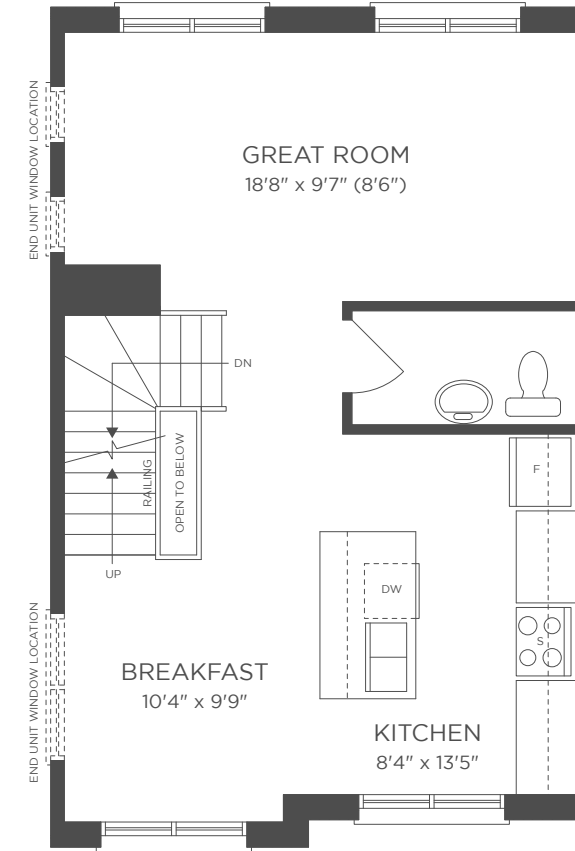 END UNIT WINDOW LOCATION
GREAT ROOM
18'8" x 9'7" (8'6")
DN
RAILING
OPEN TO BELOW
F
UP
DW
S
END UNIT WINDOW LOCATION
BREAKFAST
10'4" x 9'9"
KITCHEN
8'4" x 13'5"